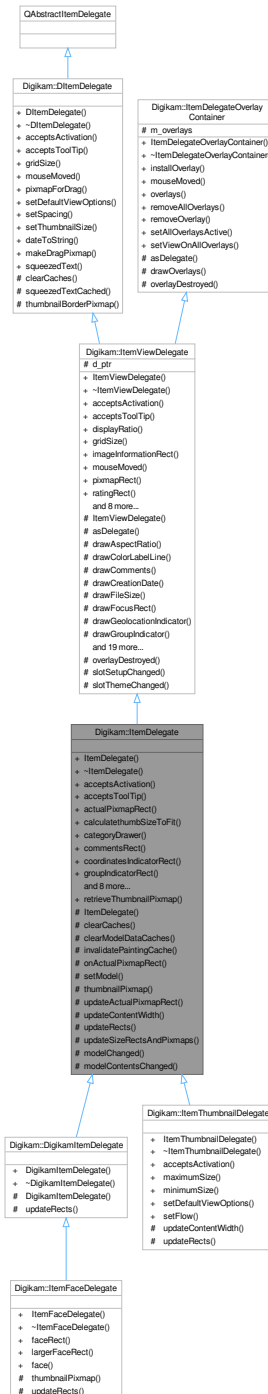 QAbstractItemDelegate
Digikam::DItemDelegate
+ DItemDelegate()
+ ~DItemDelegate()
+ acceptsActivation()
+ acceptsToolTip()
+ gridSize()
+ mouseMoved()
+ pixmapForDrag()
+ setDefaultViewOptions()
+ setSpacing()
+ setThumbnailSize()
+ dateToString()
+ makeDragPixmap()
+ squeezedText()
# clearCaches()
# squeezedTextCached()
# thumbnailBorderPixmap()
Digikam::ItemDelegateOverlay
Container
# m_overlays
+ ItemDelegateOverlayContainer()
+ ~ItemDelegateOverlayContainer()
+ installOverlay()
+ mouseMoved()
+ overlays()
+ removeAllOverlays()
+ removeOverlay()
+ setAllOverlaysActive()
+ setViewOnAllOverlays()
# asDelegate()
# drawOverlays()
# overlayDestroyed()
Digikam::ItemViewDelegate
# d_ptr
+ ItemViewDelegate()
+ ~ItemViewDelegate()
+ acceptsActivation()
+ acceptsToolTip()
+ displayRatio()
+ gridSize()
+ imageInformationRect()
+ mouseMoved()
+ pixmapRect()
+ ratingRect()
and 8 more...
# ItemViewDelegate()
# asDelegate()
# drawAspectRatio()
# drawColorLabelLine()
# drawComments()
# drawCreationDate()
# drawFileSize()
# drawFocusRect()
# drawGeolocationIndicator()
# drawGroupIndicator()
and 19 more...
# overlayDestroyed()
# slotSetupChanged()
# slotThemeChanged()
Digikam::ItemDelegate
+ ItemDelegate()
+ ~ItemDelegate()
+ acceptsActivation()
+ acceptsToolTip()
+ actualPixmapRect()
+ calculatethumbSizeToFit()
+ categoryDrawer()
+ commentsRect()
+ coordinatesIndicatorRect()
+ groupIndicatorRect()
and 8 more...
+ retrieveThumbnailPixmap()
# ItemDelegate()
# clearCaches()
# clearModelDataCaches()
# invalidatePaintingCache()
# onActualPixmapRect()
# setModel()
# thumbnailPixmap()
# updateActualPixmapRect()
# updateContentWidth()
# updateRects()
# updateSizeRectsAndPixmaps()
# modelChanged()
# modelContentsChanged()
Digikam::DigikamItemDelegate
+ DigikamItemDelegate()
+ ~DigikamItemDelegate()
# DigikamItemDelegate()
# updateRects()
Digikam::ItemThumbnailDelegate
+ ItemThumbnailDelegate()
+ ~ItemThumbnailDelegate()
+ acceptsActivation()
+ maximumSize()
+ minimumSize()
+ setDefaultViewOptions()
+ setFlow()
# updateContentWidth()
# updateRects()
Digikam::ItemFaceDelegate
+ ItemFaceDelegate()
+ ~ItemFaceDelegate()
+ faceRect()
+ largerFaceRect()
+ face()
# thumbnailPixmap()
# updateRects()